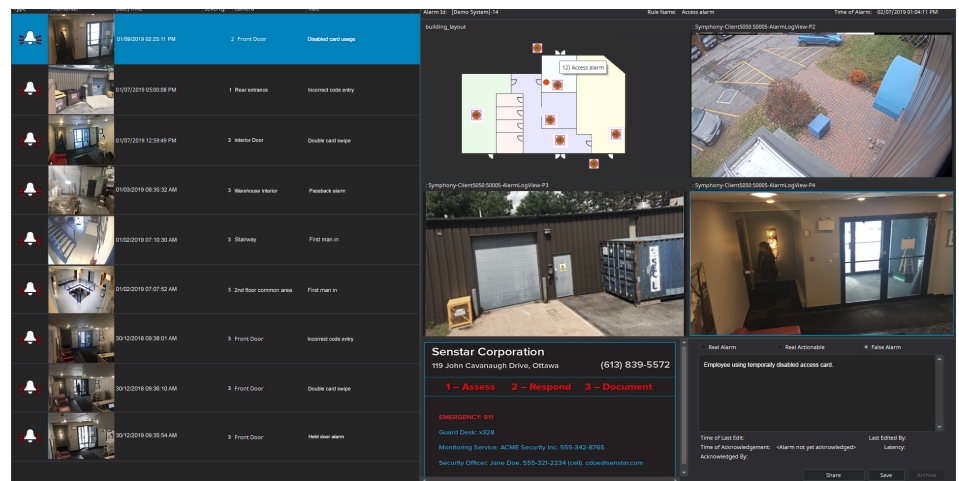 Type Thumbnail Date/Time Severity Camera Rule
01/09/2019 02:23:11 PM 2 Front Door Disabled card usage
01/07/2019 05:00:08 PM 1 Rear entrance Incorrect code entry
01/07/2019 12:59:49 PM 3 Interior Door Double card swipe
01/03/2019 08:35:32 AM 3 Warehouse Interior Passback alarm
01/02/2019 07:10:30 AM 3 Stairway First man in
01/02/2019 07:07:52 AM 3 2nd floor common area First man in
30/12/2018 09:38:01 AM 3 Front Door Incorrect code entry
30/12/2019 09:36:10 AM 3 Front Door Double card swipe
30/12/2019 09:35:54 AM 3 Front Door Held door alarm
Alarm Id: [Demo System]-14 Rule Name: Access alarm Time of Alarm: 02/07/2019 01:04:11 PM
building_layout
12) Access alarm
: Symphony-Client5050:50005-AlarmLogView-P2
: Symphony-Client5050:50005-AlarmLogView-P3
: Symphony-Client5050:50005-AlarmLogView-P4
Senstar Corporation
119 John Cavanaugh Drive, Ottawa (613) 839-5572
1 – Assess 2 – Respond 3 – Document
EMERGENCY: 911
Guard Desk: x328
Monitoring Service: ACME Security Inc. 555-342-8765
Security Officer: Jane Doe. 555-321-2234 (cell), cdoe@senstar.com
Real Alarm Real Actionable False Alarm
Employee using temporally disabled access card.
Time of Last Edit: Last Edited By:
Time of Acknowledgement: <Alarm not yet acknowledged> Latency:
Acknowledged By:
Share Save Archive